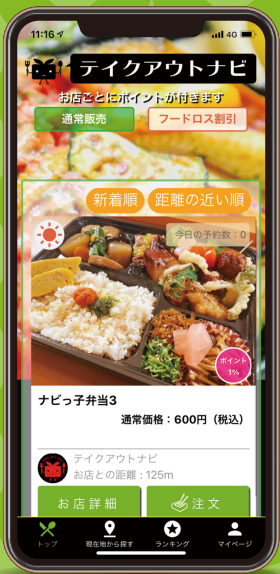 11:16
4G
テイクアウトナビ
お店ごとにポイントが付きます
通常販売 フードロス割引
新着順 距離の近い順
今日の予約数：0
ポイント
1%
ナビっ子弁当3
通常価格：600円（税込）
テイクアウトナビ
お店との距離：125m
お店詳細 注文
トップ 現在地から探す ランキング マイページ